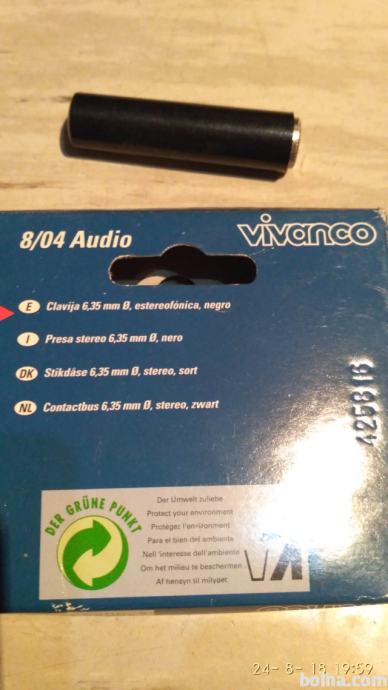 8/04 Audio
vivanco
E Clavija 6,35 mm Ø, estereofónica, negro
I Presa stereo 6,35 mm Ø, nero
DK Stikdåse 6,35 mm Ø, stereo, sort
NL Contactbus 6,35 mm Ø, stereo, zwart
425816
DER GRÜNE PUNKT
Der Umwelt zuliebe
Protect your environment
Protégez l'environment
Para el bien del ambiente
Nell'interesse dell'ambiente
Om het milieu te beschermen
Af hensyn til miljøet
24- 8- 18 19:59
bolha.com